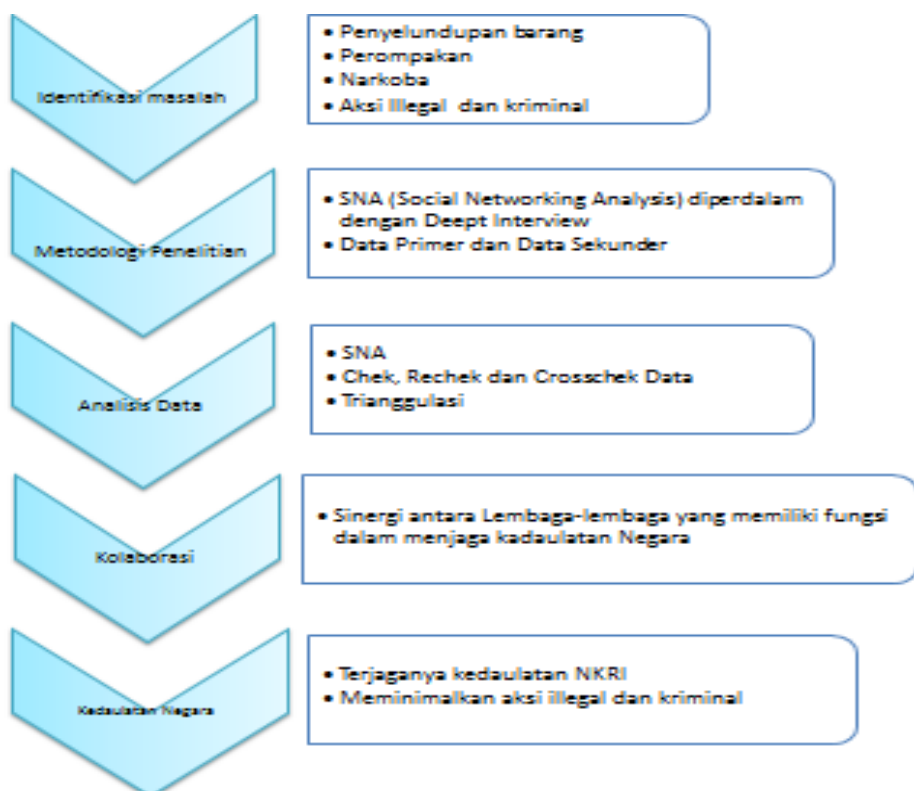 Identifikasi masalah
• Penyelundupan barang
• Perompakan
• Narkoba
• Aksi Illegal dan kriminal
Metodologi Penelitian
• SNA (Social Networking Analysis) diperdalam
dengan Deept Interview
• Data Primer dan Data Sekunder
Analisis Data
• SNA
• Chek, Rechek dan Crosschek Data
• Trianggulasi
Kolaborasi
• Sinergi antara Lembaga-lembaga yang memiliki fungsi
dalam menjaga kadaulatan Negara
Kedaulatan Negara
• Terjaganya kedaulatan NKRI
• Meminimalkan aksi illegal dan kriminal